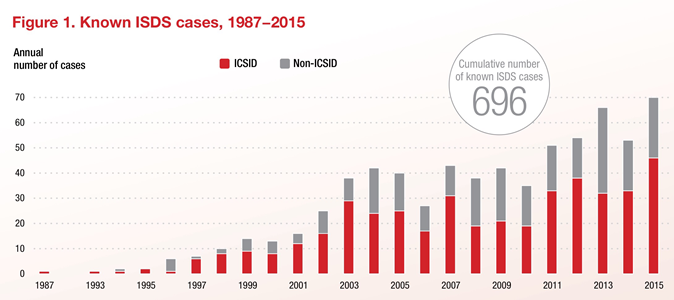 Figure 1. Known ISDS cases, 1987–2015
Annual
number of cases
ICSID Non-ICSID
Cumulative number
of known ISDS cases
696
70
60
50
40
30
20
10
0
1987 1993 1995 1997 1999 2001 2003 2005 2007 2009 2011 2013 2015